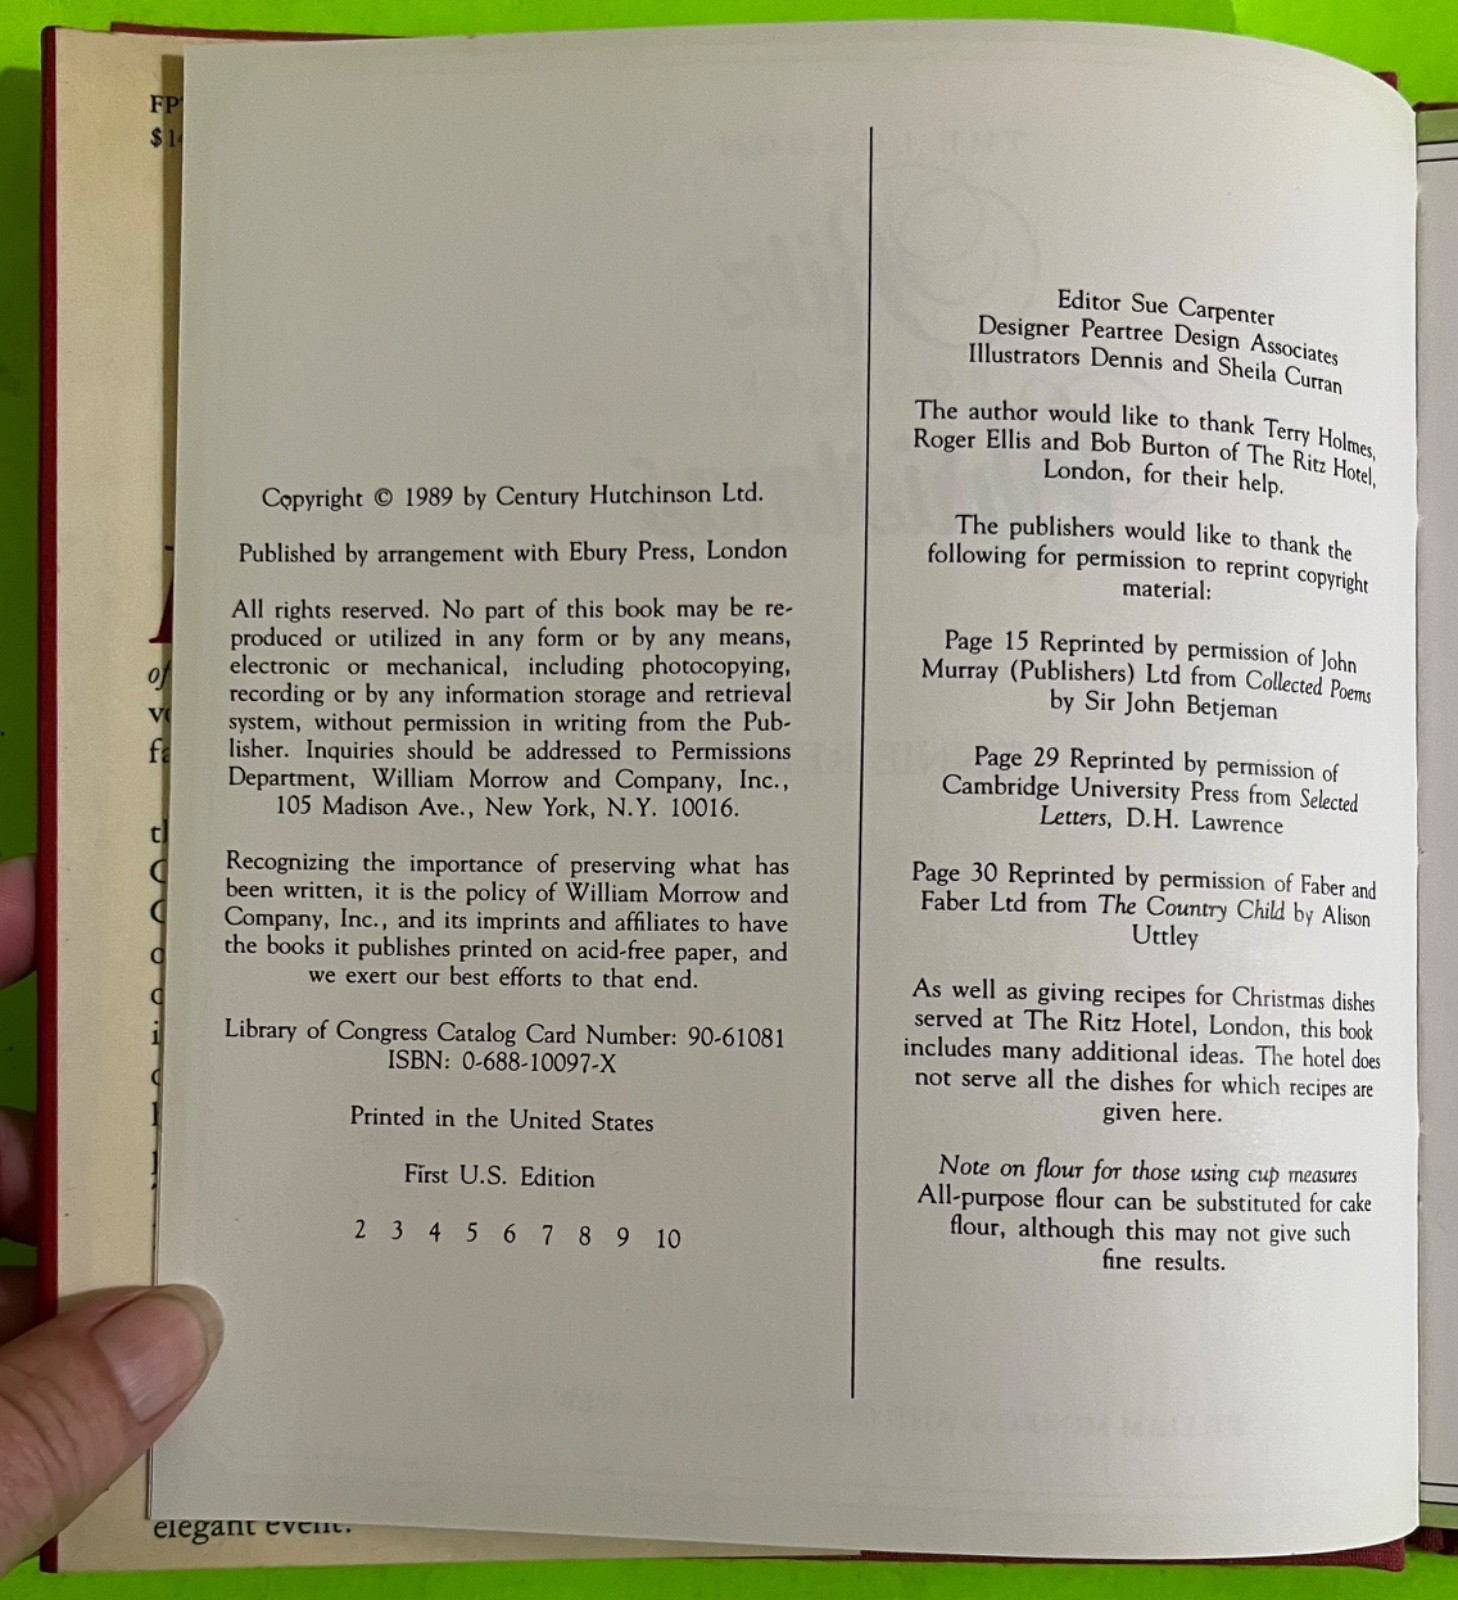 FP
$1
of
elegant event.
Copyright © 1989 by Century Hutchinson Ltd.
Published by arrangement with Ebury Press, London
All rights reserved. No part of this book may be re-
produced or utilized in any form or by any means,
electronic or mechanical, including photocopying,
recording or by any information storage and retrieval
system, without permission in writing from the Pub-
lisher. Inquiries should be addressed to Permissions
Department, William Morrow and Company, Inc.,
105 Madison Ave., New York, N.Y. 10016.
Recognizing the importance of preserving what has
been written, it is the policy of William Morrow and
Company, Inc., and its imprints and affiliates to have
the books it publishes printed on acid-free paper, and
we exert our best efforts to that end.
Library of Congress Catalog Card Number: 90-61081
ISBN: 0-688-10097-X
Printed in the United States
First U.S. Edition
2 3 4 5 6 7 8 9 10
Editor Sue Carpenter
Designer Peartree Design Associates
Illustrators Dennis and Sheila Curran
The author would like to thank Terry Holmes,
Roger Ellis and Bob Burton of The Ritz Hotel,
London, for their help.
The publishers would like to thank the
following for permission to reprint copyright
material:
Page 15 Reprinted by permission of John
Murray (Publishers) Ltd from Collected Poems
by Sir John Betjeman
Page 29 Reprinted by permission of
Cambridge University Press from Selected
Letters, D.H. Lawrence
Page 30 Reprinted by permission of Faber and
Faber Ltd from The Country Child by Alison
Uttley
As well as giving recipes for Christmas dishes
served at The Ritz Hotel, London, this book
includes many additional ideas. The hotel does
not serve all the dishes for which recipes are
given here.
Note on flour for those using cup measures
All-purpose flour can be substituted for cake
flour, although this may not give such
fine results.